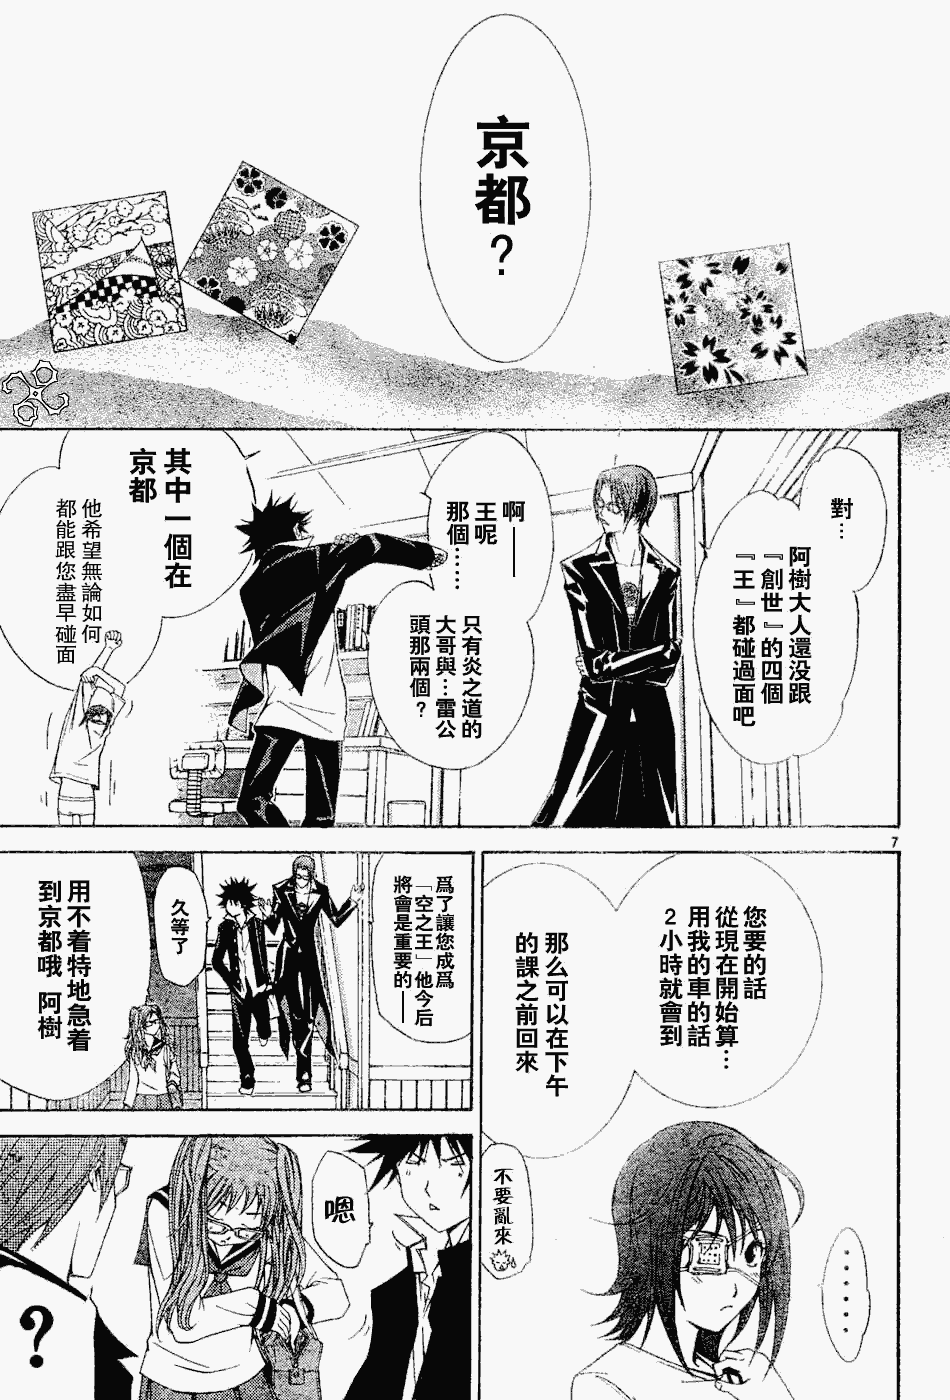 京都？
對…
阿樹大人還没跟
『創世』的四個
『王』都碰過面吧
啊——
王呢
那個……
只有炎之道的
大哥與…雷公
頭那兩個？
其中一個在
京都
他希望無論如何
都能跟您盡早碰面
7
您要的話
從現在開始算…
用我的車的話
2小時就會到
那么可以在下午
的課之前回來
不要亂來
……
爲了讓您成爲
「空之王」他今后
將會是重要的——
久等了
用不着特地急着
到京都哦 阿樹
嗯
？